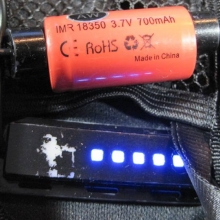 IMR 18350 3.7V 700mAh
CE RoHS
Made in China